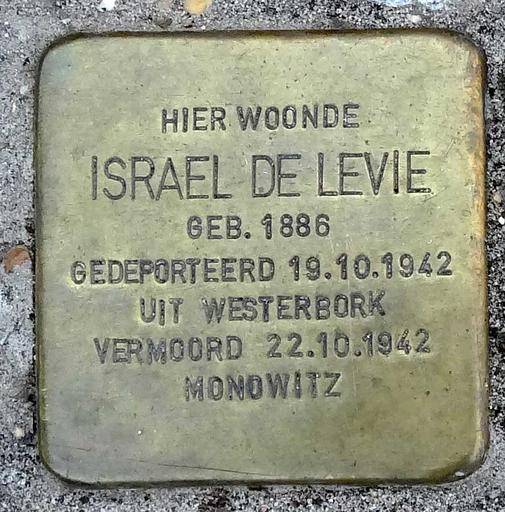 HIER WOONDE
ISRAEL DE LEVIE
GEB. 1886
GEDEPORTEERD 19.10.1942
UIT WESTERBORK
VERMOORD 22.10.1942
MONOWITZ